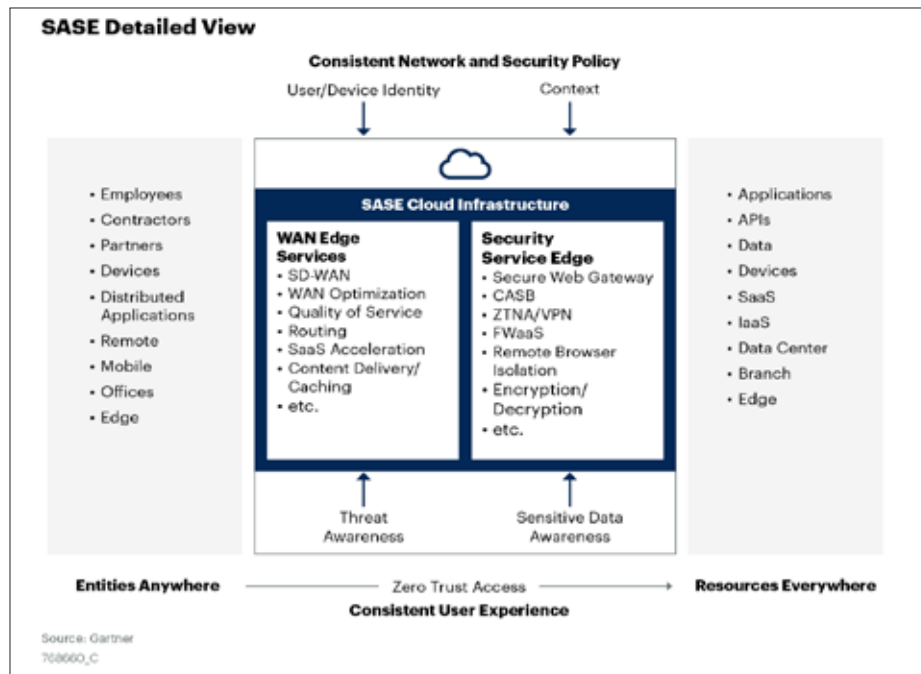 SASE Detailed View
Consistent Network and Security Policy
User/Device Identity
Context
• Employees
• Contractors
• Partners
• Devices
• Distributed
Applications
• Remote
• Mobile
• Offices
• Edge
SASE Cloud Infrastructure
WAN Edge
Services
• SD-WAN
• WAN Optimization
• Quality of Service
• Routing
• SaaS Acceleration
• Content Delivery/
Caching
• etc.
Security
Service Edge
• Secure Web Gateway
• CASB
• ZTNA/VPN
• FWaaS
• Remote Browser
Isolation
• Encryption/
Decryption
• etc.
• Applications
• APIs
• Data
• Devices
• SaaS
• IaaS
• Data Center
• Branch
• Edge
Threat
Awareness
Sensitive Data
Awareness
Entities Anywhere
Zero Trust Access
Resources Everywhere
Consistent User Experience
Source: Gartner
768660_C